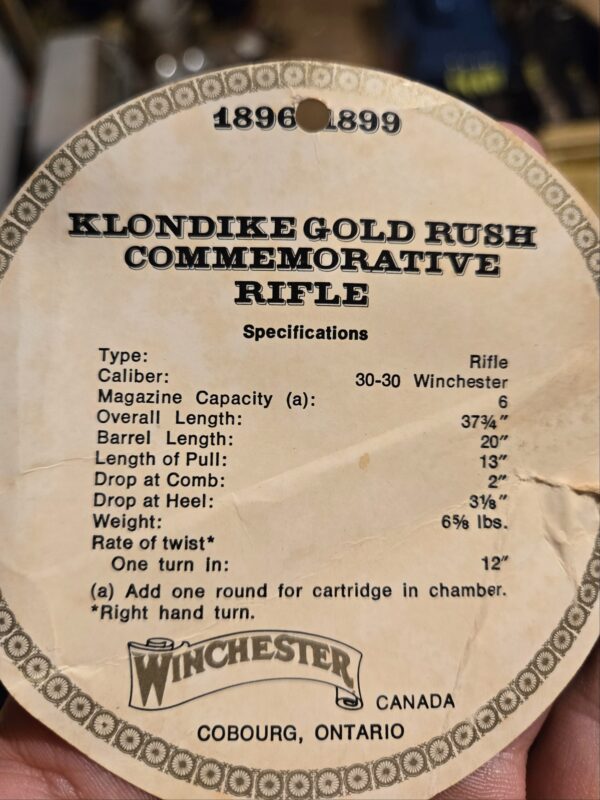 1896 1899
KLONDIKE GOLD RUSH
COMMEMORATIVE
RIFLE
Specifications
Type: Rifle
Caliber: 30-30 Winchester
Magazine Capacity (a): 6
Overall Length: 37¾"
Barrel Length: 20"
Length of Pull: 13"
Drop at Comb: 2"
Drop at Heel: 3⅛"
Weight: 6⅝ lbs.
Rate of twist*
One turn in: 12"
(a) Add one round for cartridge in chamber.
*Right hand turn.
WINCHESTER CANADA
COBOURG, ONTARIO